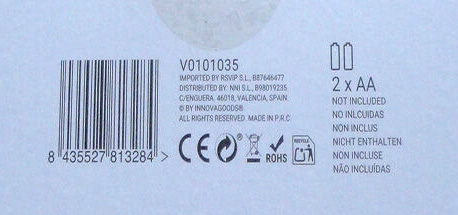 V0101035
IMPORTED BY RSVIP S.L., B87646477
DISTRIBUTED BY: NNI S.L., B98019235
C/ENGUERA. 46018, VALENCIA, SPAIN
© BY INNOVAGOODS®
ALL RIGHTS RESERVED. MADE IN P.R.C.
CE
ROHS
RECYCLE
8 435527 813284 >
2 x AA
NOT INCLUDED
NO INLCUIDAS
NON INCLUS
NICHT ENTHALTEN
NON INCLUSE
NÃO INCLUÍDAS